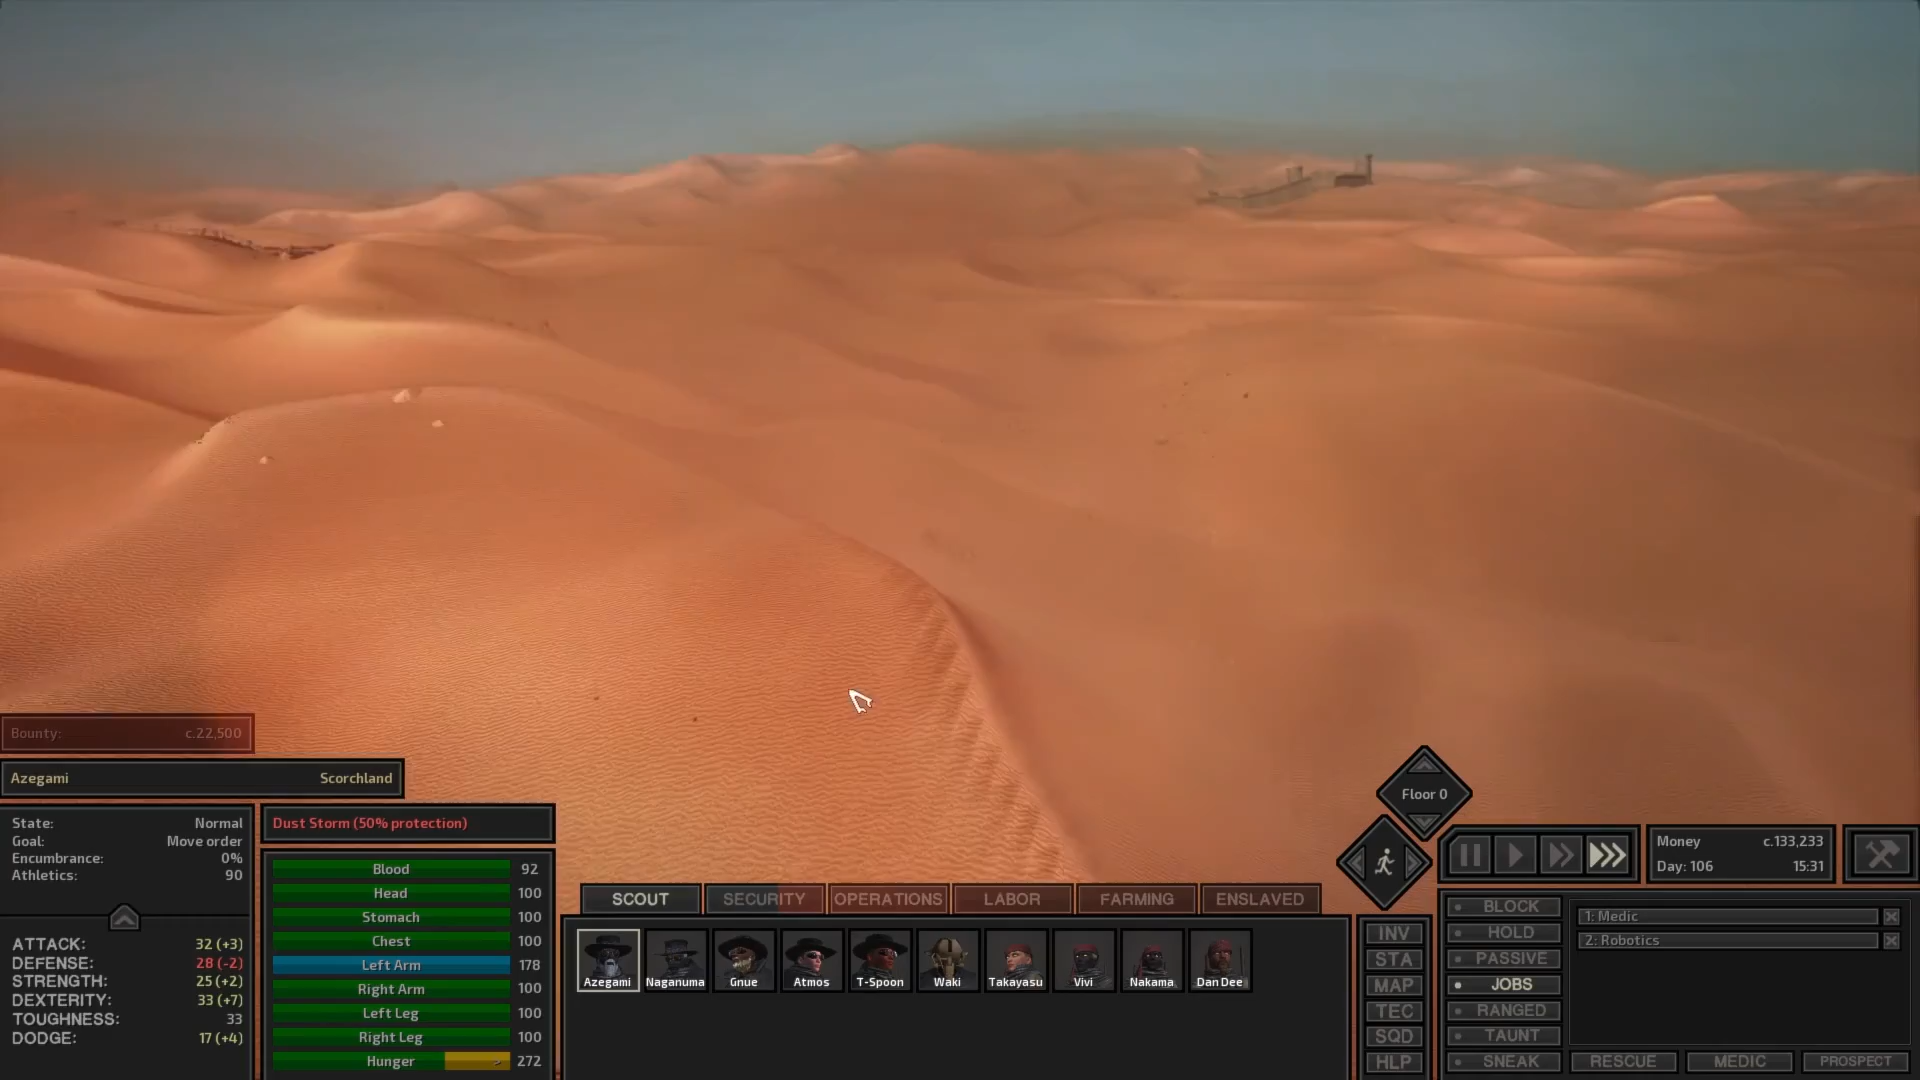 Bounty: c.22,500
Azegami Scorchland
State: Normal
Goal: Move order
Encumbrance: 0%
Athletics: 90
ATTACK: 32 (+3)
DEFENSE: 28 (-2)
STRENGTH: 25 (+2)
DEXTERITY: 33 (+7)
TOUGHNESS: 33
DODGE: 17 (+4)
Dust Storm (50% protection)
Blood 92
Head 100
Stomach 100
Chest 100
Left Arm 178
Right Arm 100
Left Leg 100
Right Leg 100
Hunger 272
SCOUT SECURITY OPERATIONS LABOR FARMING ENSLAVED
Azegami Naganuma Gnue Atmos T-Spoon Waki Takayasu Vivi Nakama Dan Dee
Floor 0
INV
STA
MAP
TEC
SQD
HLP
Money c.133,233
Day: 106 15:31
BLOCK
HOLD
PASSIVE
JOBS
RANGED
TAUNT
SNEAK
1: Medic
2: Robotics
RESCUE MEDIC PROSPECT